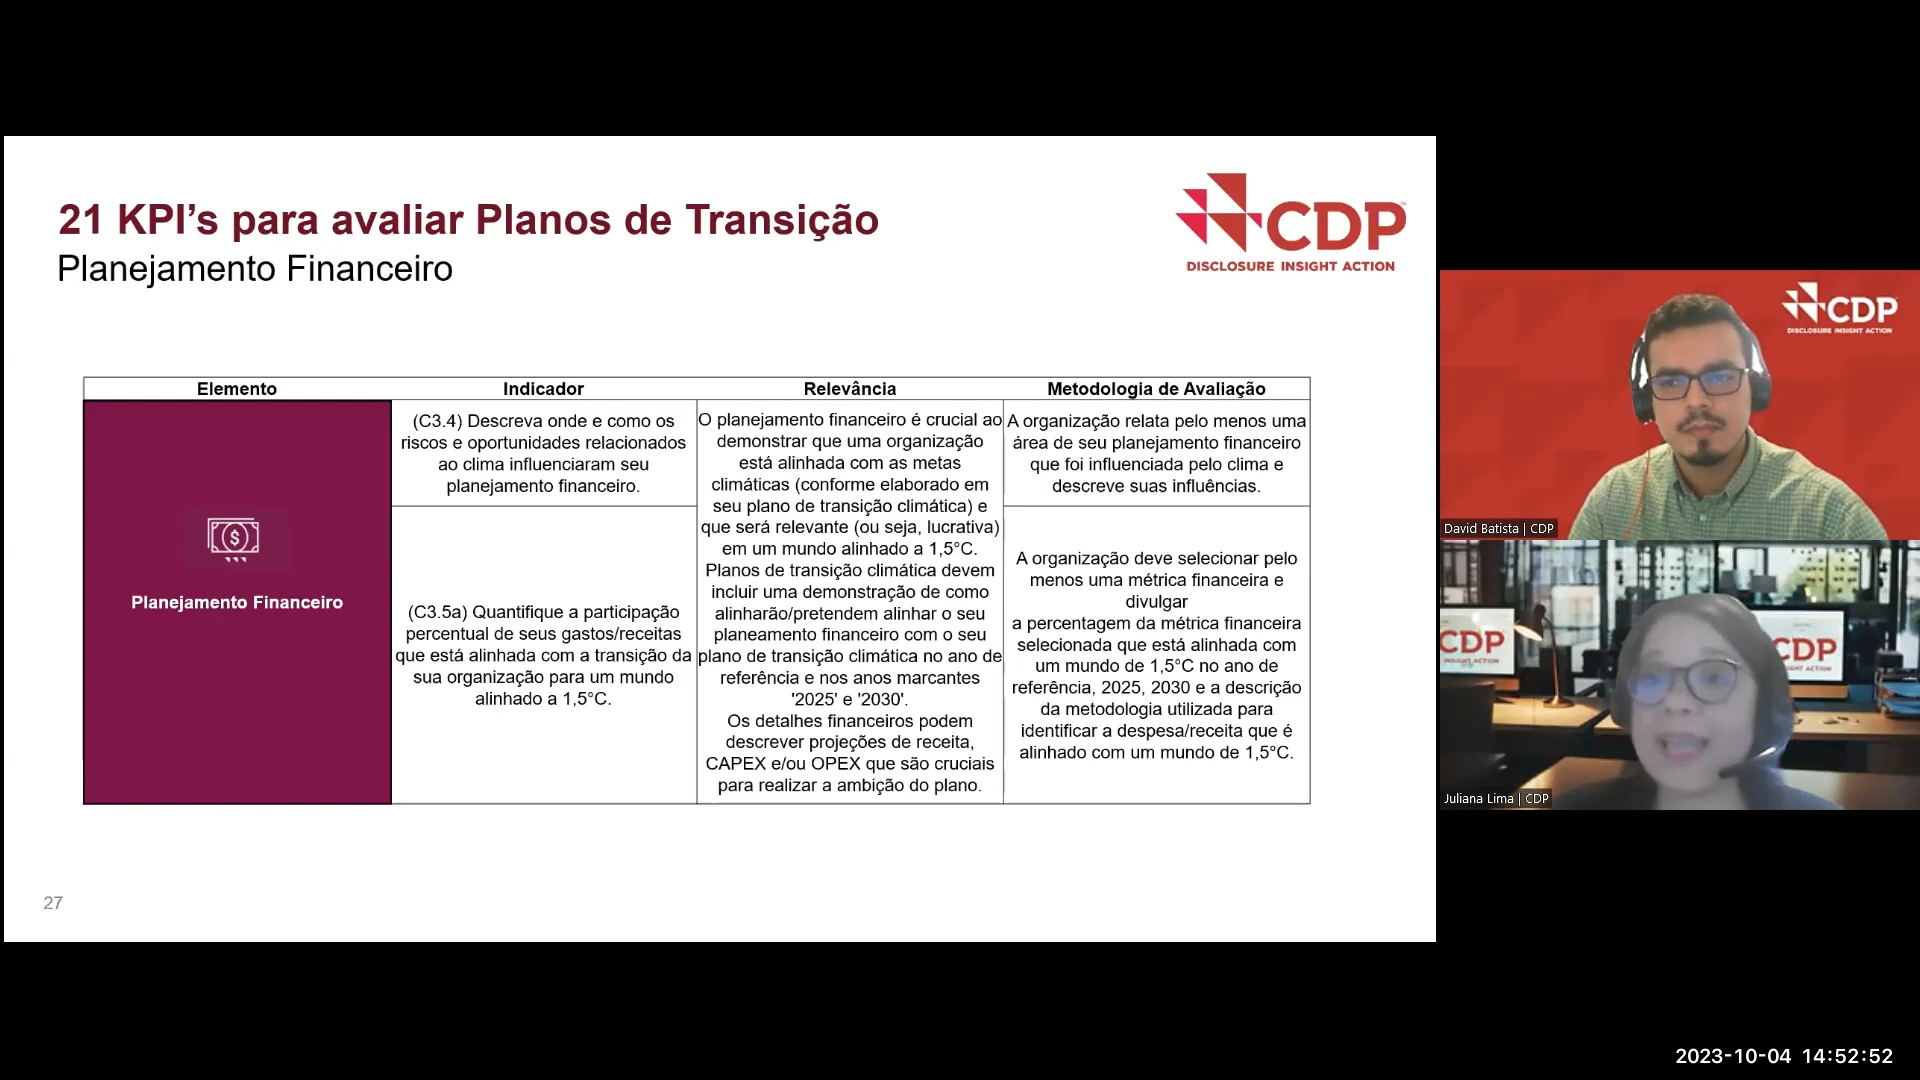 21 KPI’s para avaliar Planos de Transição
Planejamento Financeiro
CDP
DISCLOSURE INSIGHT ACTION
Elemento
Indicador
Relevância
Metodologia de Avaliação
Planejamento Financeiro
(C3.4) Descreva onde e como os
riscos e oportunidades relacionados
ao clima influenciaram seu
planejamento financeiro.
(C3.5a) Quantifique a participação
percentual de seus gastos/receitas
que está alinhada com a transição da
sua organização para um mundo
alinhado a 1,5°C.
O planejamento financeiro é crucial ao
demonstrar que uma organização
está alinhada com as metas
climáticas (conforme elaborado em
seu plano de transição climática) e
que será relevante (ou seja, lucrativa)
em um mundo alinhado a 1,5°C.
Planos de transição climática devem
incluir uma demonstração de como
alinharão/pretendem alinhar o seu
planeamento financeiro com o seu
plano de transição climática no ano de
referência e nos anos marcantes
'2025' e '2030'.
Os detalhes financeiros podem
descrever projeções de receita,
CAPEX e/ou OPEX que são cruciais
para realizar a ambição do plano.
A organização relata pelo menos uma
área de seu planejamento financeiro
que foi influenciada pelo clima e
descreve suas influências.
A organização deve selecionar pelo
menos uma métrica financeira e
divulgar
a percentagem da métrica financeira
selecionada que está alinhada com
um mundo de 1,5°C no ano de
referência, 2025, 2030 e a descrição
da metodologia utilizada para
identificar a despesa/receita que é
alinhado com um mundo de 1,5°C.
27
CDP
DISCLOSURE INSIGHT ACTION
David Batista | CDP
CDP
INSIGHT ACTION
CDP
INSIGHT ACTION
Juliana Lima | CDP
2023-10-04 14:52:52